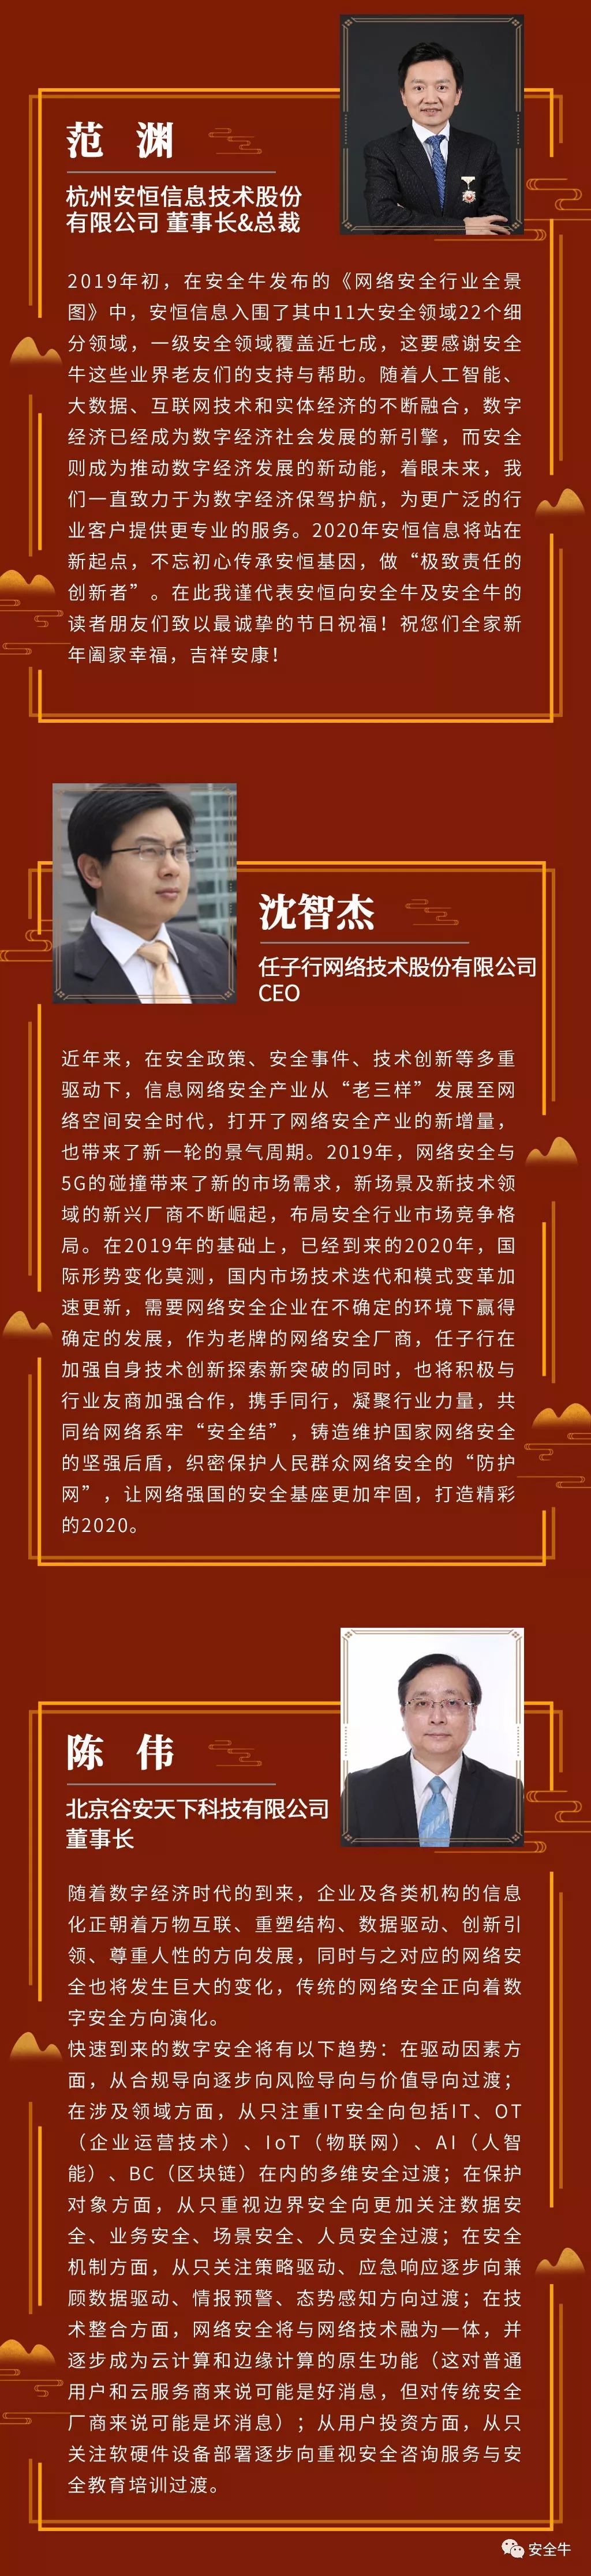 范 渊
杭州安恒信息技术股份
有限公司 董事长&总裁
2019年初，在安全牛发布的《网络安全行业全景
图》中，安恒信息入围了其中11大安全领域22个细
分领域，一级安全领域覆盖近七成，这要感谢安全
牛这些业界老友们的支持与帮助。随着人工智能、
大数据、互联网技术和实体经济的不断融合，数字
经济已经成为数字经济社会发展的新引擎，而安全
则成为推动数字经济发展的新动能，着眼未来，我
们一直致力于为数字经济保驾护航，为更广泛的行
业客户提供更专业的服务。2020年安恒信息将站在
新起点，不忘初心传承安恒基因，做“极致责任的
创新者”。在此我谨代表安恒向安全牛及安全牛的
读者朋友们致以最诚挚的节日祝福！祝您们全家新
年阖家幸福，吉祥安康！
沈智杰
任子行网络技术股份有限公司
CEO
近年来，在安全政策、安全事件、技术创新等多重
驱动下，信息网络安全产业从“老三样”发展至网
络空间安全时代，打开了网络安全产业的新增量，
也带来了新一轮的景气周期。2019年，网络安全与
5G的碰撞带来了新的市场需求，新场景及新技术领
域的新兴厂商不断崛起，布局安全行业市场竞争格
局。在2019年的基础上，已经到来的2020年，国
际形势变化莫测，国内市场技术迭代和模式变革加
速更新，需要网络安全企业在不确定的环境下赢得
确定的发展，作为老牌的网络安全厂商，任子行在
加强自身技术创新探索新突破的同时，也将积极与
行业友商加强合作，携手同行，凝聚行业力量，共
同给网络系牢“安全结”，铸造维护国家网络安全
的坚强后盾，织密保护人民群众网络安全的“防护
网”，让网络强国的安全基座更加牢固，打造精彩
的2020。
陈 伟
北京谷安天下科技有限公司
董事长
随着数字经济时代的到来，企业及各类机构的信息
化正朝着万物互联、重塑结构、数据驱动、创新引
领、尊重人性的方向发展，同时与之对应的网络安
全也将发生巨大的变化，传统的网络安全正向着数
字安全方向演化。
快速到来的数字安全将有以下趋势：在驱动因素方
面，从合规导向逐步向风险导向与价值导向过渡；
在涉及领域方面，从只注重IT安全向包括IT、OT
（企业运营技术）、IoT（物联网）、AI（人智
能）、BC（区块链）在内的多维安全过渡；在保护
对象方面，从只重视边界安全向更加关注数据安
全、业务安全、场景安全、人员安全过渡；在安全
机制方面，从只关注策略驱动、应急响应逐步向兼
顾数据驱动、情报预警、态势感知方向过渡；在技
术整合方面，网络安全将与网络技术融为一体，并
逐步成为云计算和边缘计算的原生功能（这对普通
用户和云服务商来说可能是好消息，但对传统安全
厂商来说可能是坏消息）；从用户投资方面，从只
关注软硬件设备部署逐步向重视安全咨询服务与安
全教育培训过渡。
安全牛